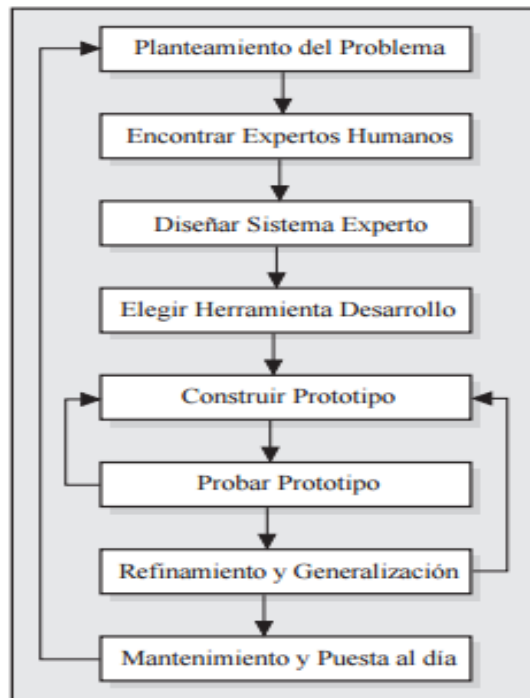 Planteamiento del Problema
Encontrar Expertos Humanos
Diseñar Sistema Experto
Elegir Herramienta Desarrollo
Construir Prototipo
Probar Prototipo
Refinamiento y Generalización
Mantenimiento y Puesta al día